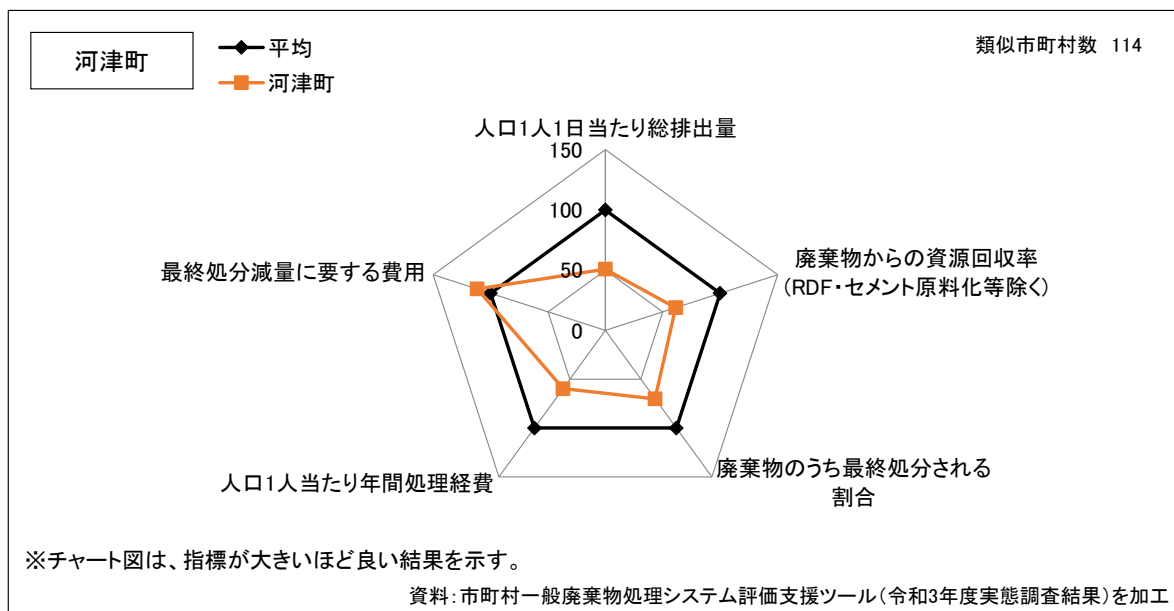 河津町
平均
河津町
類似市町村数 114
人口1人1日当たり総排出量
150
100
50
0
廃棄物からの資源回収率
(RDF・セメント原料化等除く)
最終処分減量に要する費用
人口1人当たり年間処理経費
廃棄物のうち最終処分される
割合
※チャート図は、指標が大きいほど良い結果を示す。
資料:市町村一般廃棄物処理システム評価支援ツール(令和3年度実態調査結果)を加工